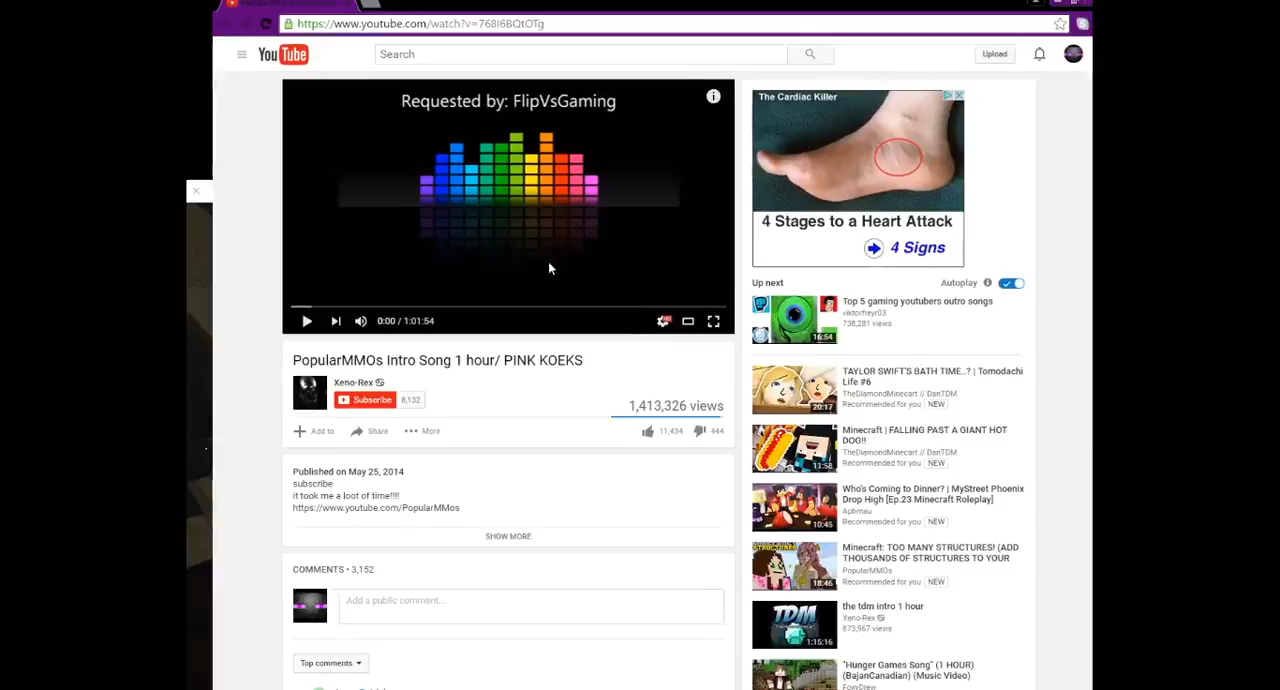 https://www.youtube.com/watch?v=768I6BQtOTg
YouTube
Search
Upload
Requested by: FlipVsGaming
0:00 / 1:01:54
PopularMMOs Intro Song 1 hour/ PINK KOEKS
Xeno-Rex
Subscribe 8,132
1,413,326 views
Add to Share More
11,434 444
Published on May 25, 2014
subscribe
it took me a loot of time!!!!
https://www.youtube.com/PopularMMos
SHOW MORE
COMMENTS • 3,152
Add a public comment...
Top comments
The Cardiac Killer
4 Stages to a Heart Attack
4 Signs
Up next
Autoplay
Top 5 gaming youtubers outro songs
viktorfreyr03
738,281 views
16:54
TAYLOR SWIFT'S BATH TIME..? | Tomodachi
Life #6
TheDiamondMinecart // DanTDM
Recommended for you NEW
20:17
Minecraft | FALLING PAST A GIANT HOT
DOG!!
TheDiamondMinecart // DanTDM
Recommended for you NEW
11:58
Who's Coming to Dinner? | MyStreet Phoenix
Drop High [Ep.23 Minecraft Roleplay]
Aphmau
Recommended for you NEW
10:45
Minecraft: TOO MANY STRUCTURES! (ADD
THOUSANDS OF STRUCTURES TO YOUR
PopularMMOs
Recommended for you NEW
18:46
the tdm intro 1 hour
Xeno-Rex
873,967 views
TDM
1:15:16
"Hunger Games Song" (1 HOUR)
(BajanCanadian) (Music Video)
FoxyDrew